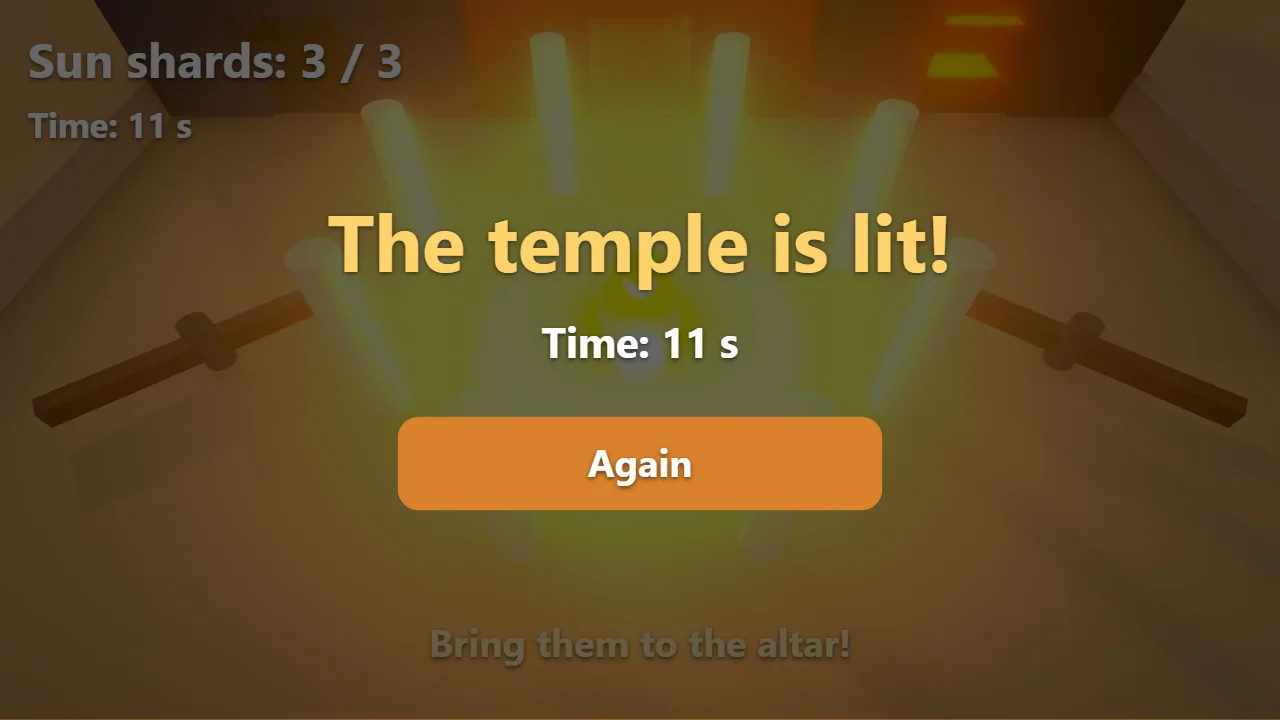 Sun shards: 3 / 3
Time: 11 s
The temple is lit!
Time: 11 s
Again
Bring them to the altar!